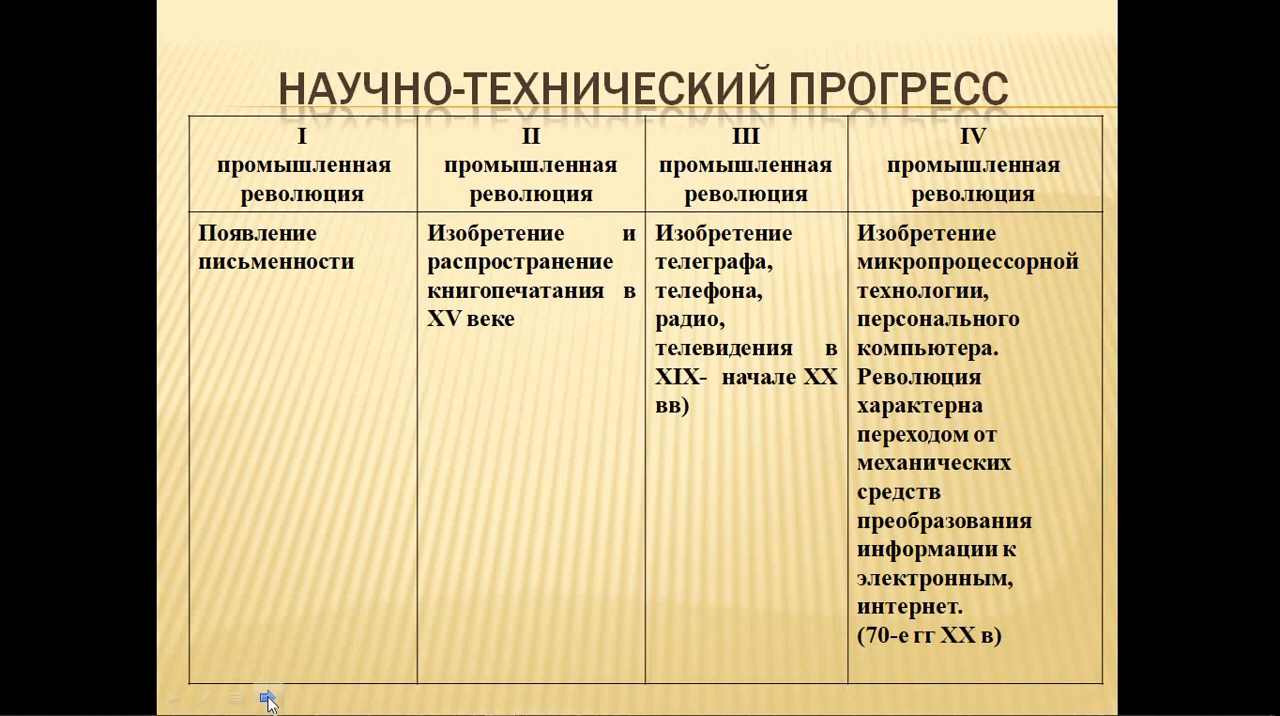 НАУЧНО-ТЕХНИЧЕСКИЙ ПРОГРЕСС
I
промышленная
революция
II
промышленная
революция
III
промышленная
революция
IV
промышленная
революция
Появление
письменности
Изобретение и
распространение
книгопечатания в
XV веке
Изобретение
телеграфа,
телефона,
радио,
телевидения в
XIX- начале XX
вв)
Изобретение
микропроцессорной
технологии,
персонального
компьютера.
Революция
характерна
переходом от
механических
средств
преобразования
информации к
электронным,
интернет.
(70-е гг XX в)